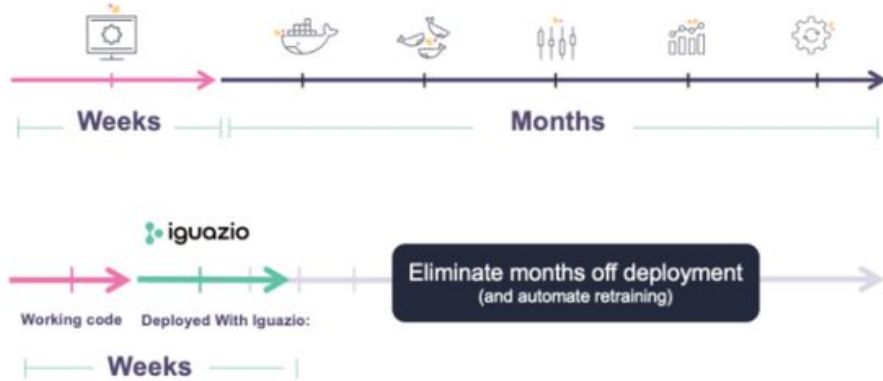 Weeks
Months
iguazio
Eliminate months off deployment
(and automate retraining)
Working code
Deployed With Iguazio:
Weeks